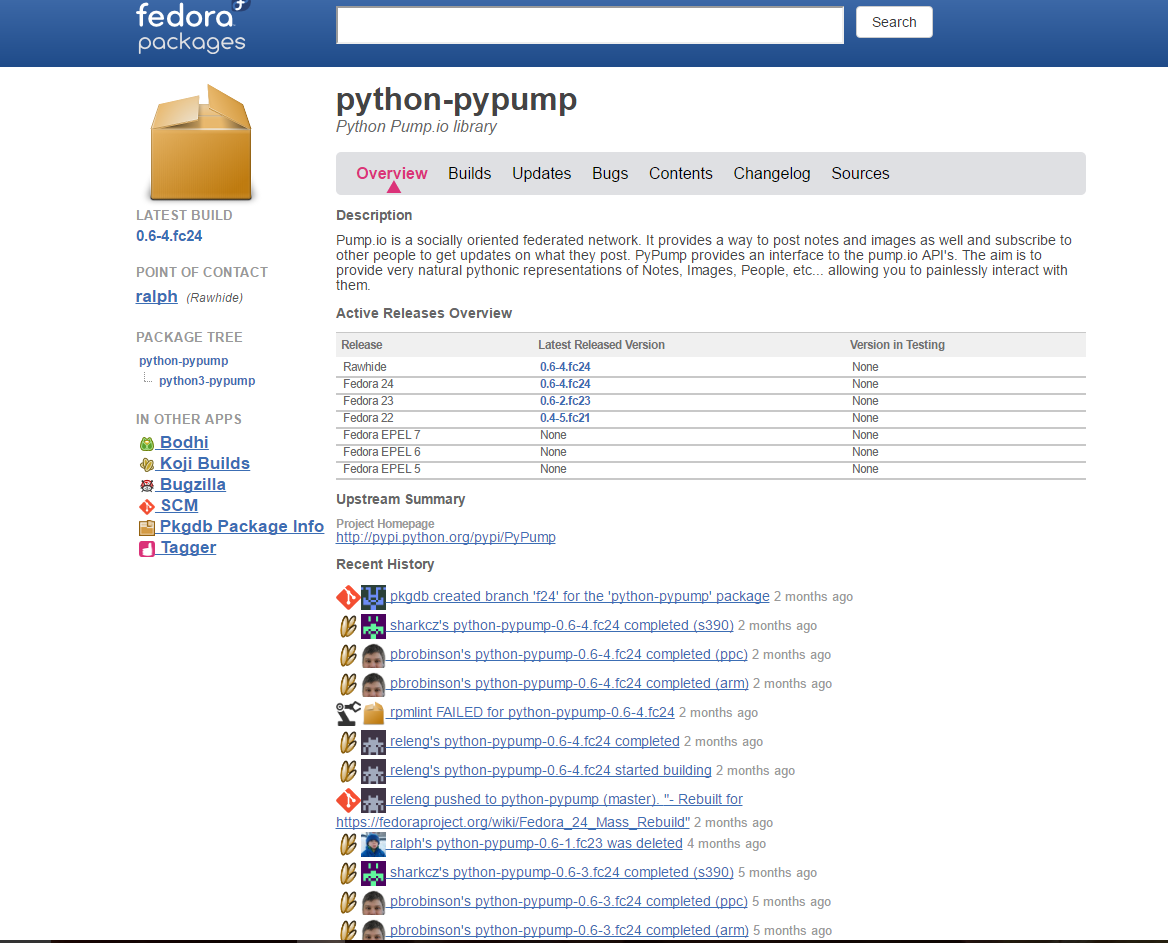 fedora
packages
Search
python-pypump
Python Pump.io library
Overview Builds Updates Bugs Contents Changelog Sources
LATEST BUILD
0.6-4.fc24
POINT OF CONTACT
ralph (Rawhide)
PACKAGE TREE
python-pypump
python3-pypump
IN OTHER APPS
Bodhi
Koji Builds
Bugzilla
SCM
Pkgdb Package Info
Tagger
Description
Pump.io is a socially oriented federated network. It provides a way to post notes and images as well and subscribe to
other people to get updates on what they post. PyPump provides an interface to the pump.io API's. The aim is to
provide very natural pythonic representations of Notes, Images, People, etc... allowing you to painlessly interact with
them.
Active Releases Overview
Release Latest Released Version Version in Testing
Rawhide 0.6-4.fc24 None
Fedora 24 0.6-4.fc24 None
Fedora 23 0.6-2.fc23 None
Fedora 22 0.4-5.fc21 None
Fedora EPEL 7 None None
Fedora EPEL 6 None None
Fedora EPEL 5 None None
Upstream Summary
Project Homepage
http://pypi.python.org/pypi/PyPump
Recent History
pkgdb created branch 'f24' for the 'python-pypump' package 2 months ago
sharkcz's python-pypump-0.6-4.fc24 completed (s390) 2 months ago
pbrobinson's python-pypump-0.6-4.fc24 completed (ppc) 2 months ago
pbrobinson's python-pypump-0.6-4.fc24 completed (arm) 2 months ago
rpmlint FAILED for python-pypump-0.6-4.fc24 2 months ago
releng's python-pypump-0.6-4.fc24 completed 2 months ago
releng's python-pypump-0.6-4.fc24 started building 2 months ago
releng pushed to python-pypump (master). "- Rebuilt for
https://fedoraproject.org/wiki/Fedora_24_Mass_Rebuild" 2 months ago
ralph's python-pypump-0.6-1.fc23 was deleted 4 months ago
sharkcz's python-pypump-0.6-3.fc24 completed (s390) 5 months ago
pbrobinson's python-pypump-0.6-3.fc24 completed (ppc) 5 months ago
pbrobinson's python-pypump-0.6-3.fc24 completed (arm) 5 months ago